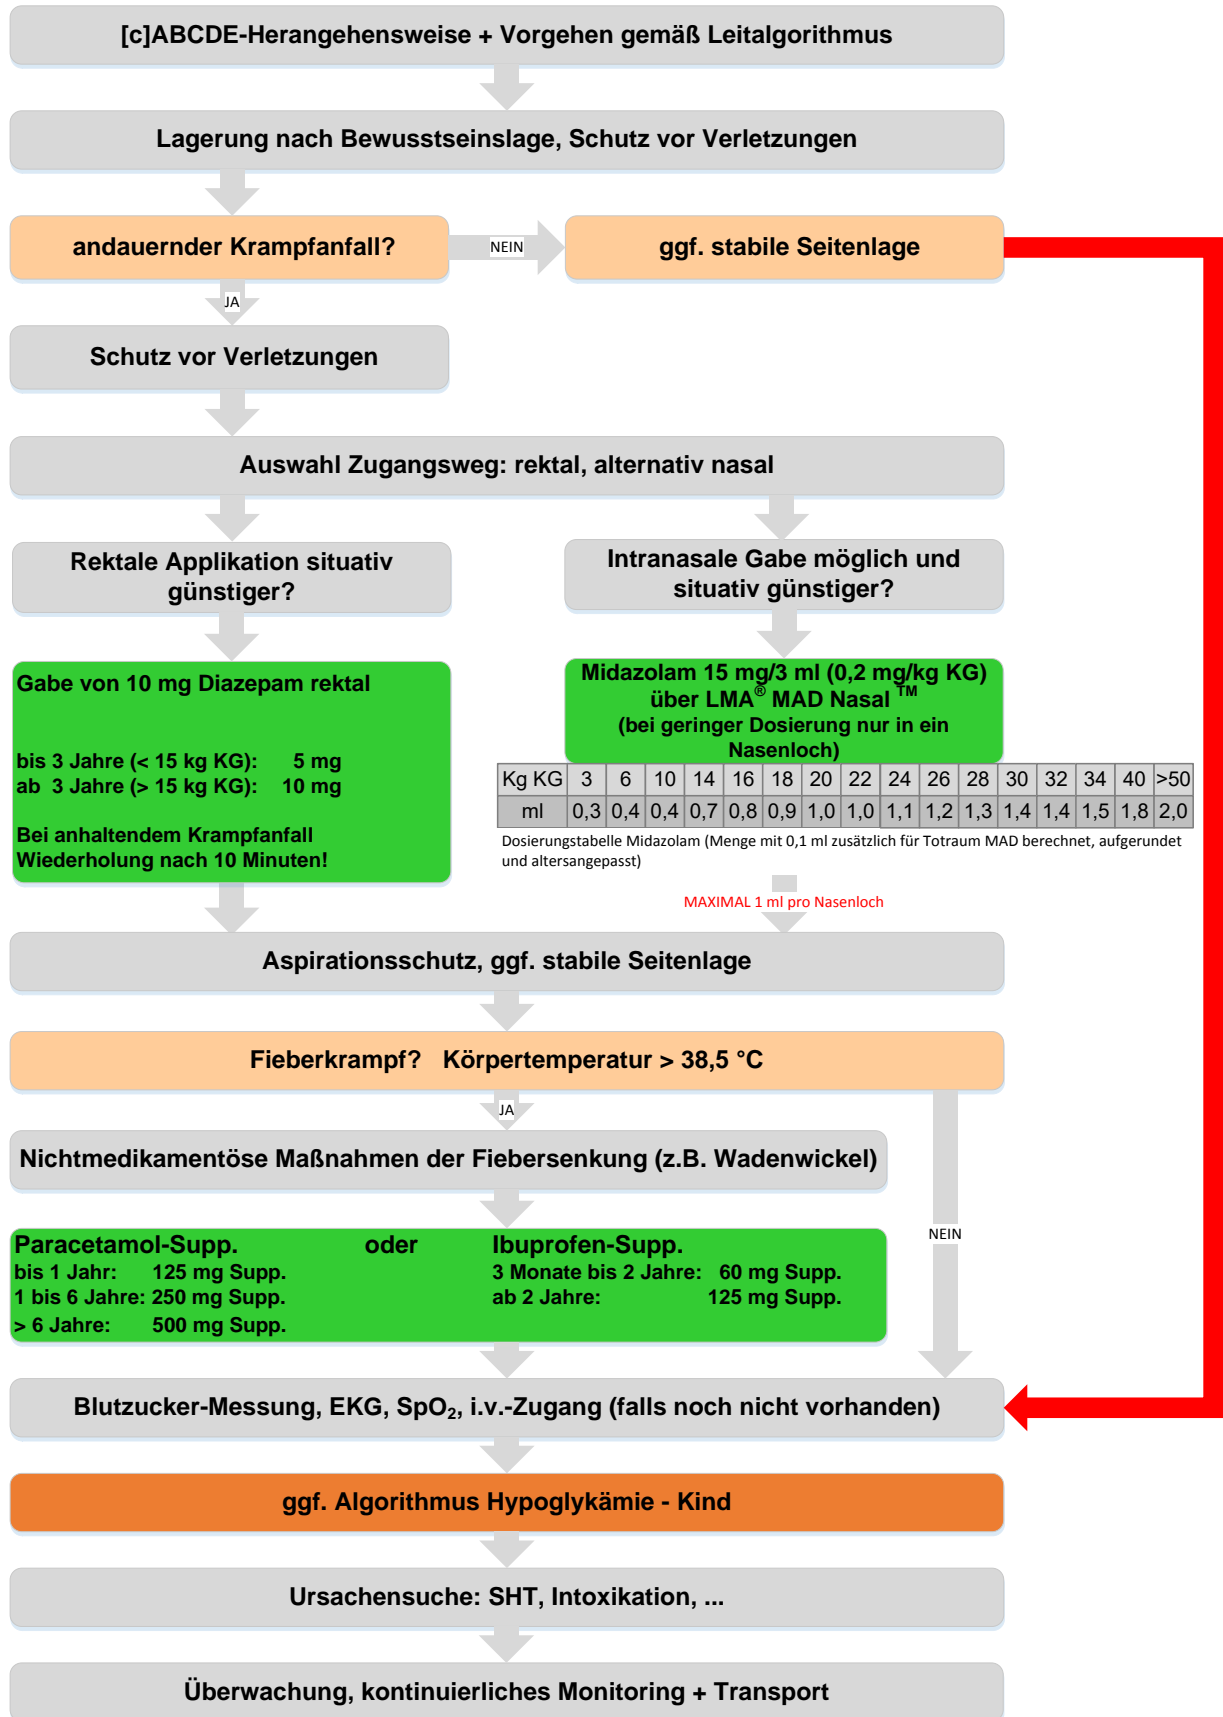 [c]ABCDE-Herangehensweise + Vorgehen gemäß Leitalgorithmus
Lagerung nach Bewusstseinslage, Schutz vor Verletzungen
andauernder Krampfanfall?
NEIN
ggf. stabile Seitenlage
JA
Schutz vor Verletzungen
Auswahl Zugangsweg: rektal, alternativ nasal
Rektale Applikation situativ
günstiger?
Intranasale Gabe möglich und
situativ günstiger?
Gabe von 10 mg Diazepam rektal
bis 3 Jahre (< 15 kg KG): 5 mg
ab 3 Jahre (> 15 kg KG): 10 mg
Bei anhaltendem Krampfanfall
Wiederholung nach 10 Minuten!
Midazolam 15 mg/3 ml (0,2 mg/kg KG)
über LMA® MAD Nasal ™
(bei geringer Dosierung nur in ein
Nasenloch)
Kg KG 3 6 10 14 16 18 20 22 24 26 28 30 32 34 40 >50
ml 0,3 0,4 0,4 0,7 0,8 0,9 1,0 1,0 1,1 1,2 1,3 1,4 1,4 1,5 1,8 2,0
Dosierungstabelle Midazolam (Menge mit 0,1 ml zusätzlich für Totraum MAD berechnet, aufgerundet
und altersangepasst)
MAXIMAL 1 ml pro Nasenloch
Aspirationsschutz, ggf. stabile Seitenlage
Fieberkrampf? Körpertemperatur > 38,5 °C
JA
Nichtmedikamentöse Maßnahmen der Fiebersenkung (z.B. Wadenwickel)
NEIN
Paracetamol-Supp. oder Ibuprofen-Supp.
bis 1 Jahr: 125 mg Supp. 3 Monate bis 2 Jahre: 60 mg Supp.
1 bis 6 Jahre: 250 mg Supp. ab 2 Jahre: 125 mg Supp.
> 6 Jahre: 500 mg Supp.
Blutzucker-Messung, EKG, SpO₂, i.v.-Zugang (falls noch nicht vorhanden)
ggf. Algorithmus Hypoglykämie - Kind
Ursachensuche: SHT, Intoxikation, ...
Überwachung, kontinuierliches Monitoring + Transport